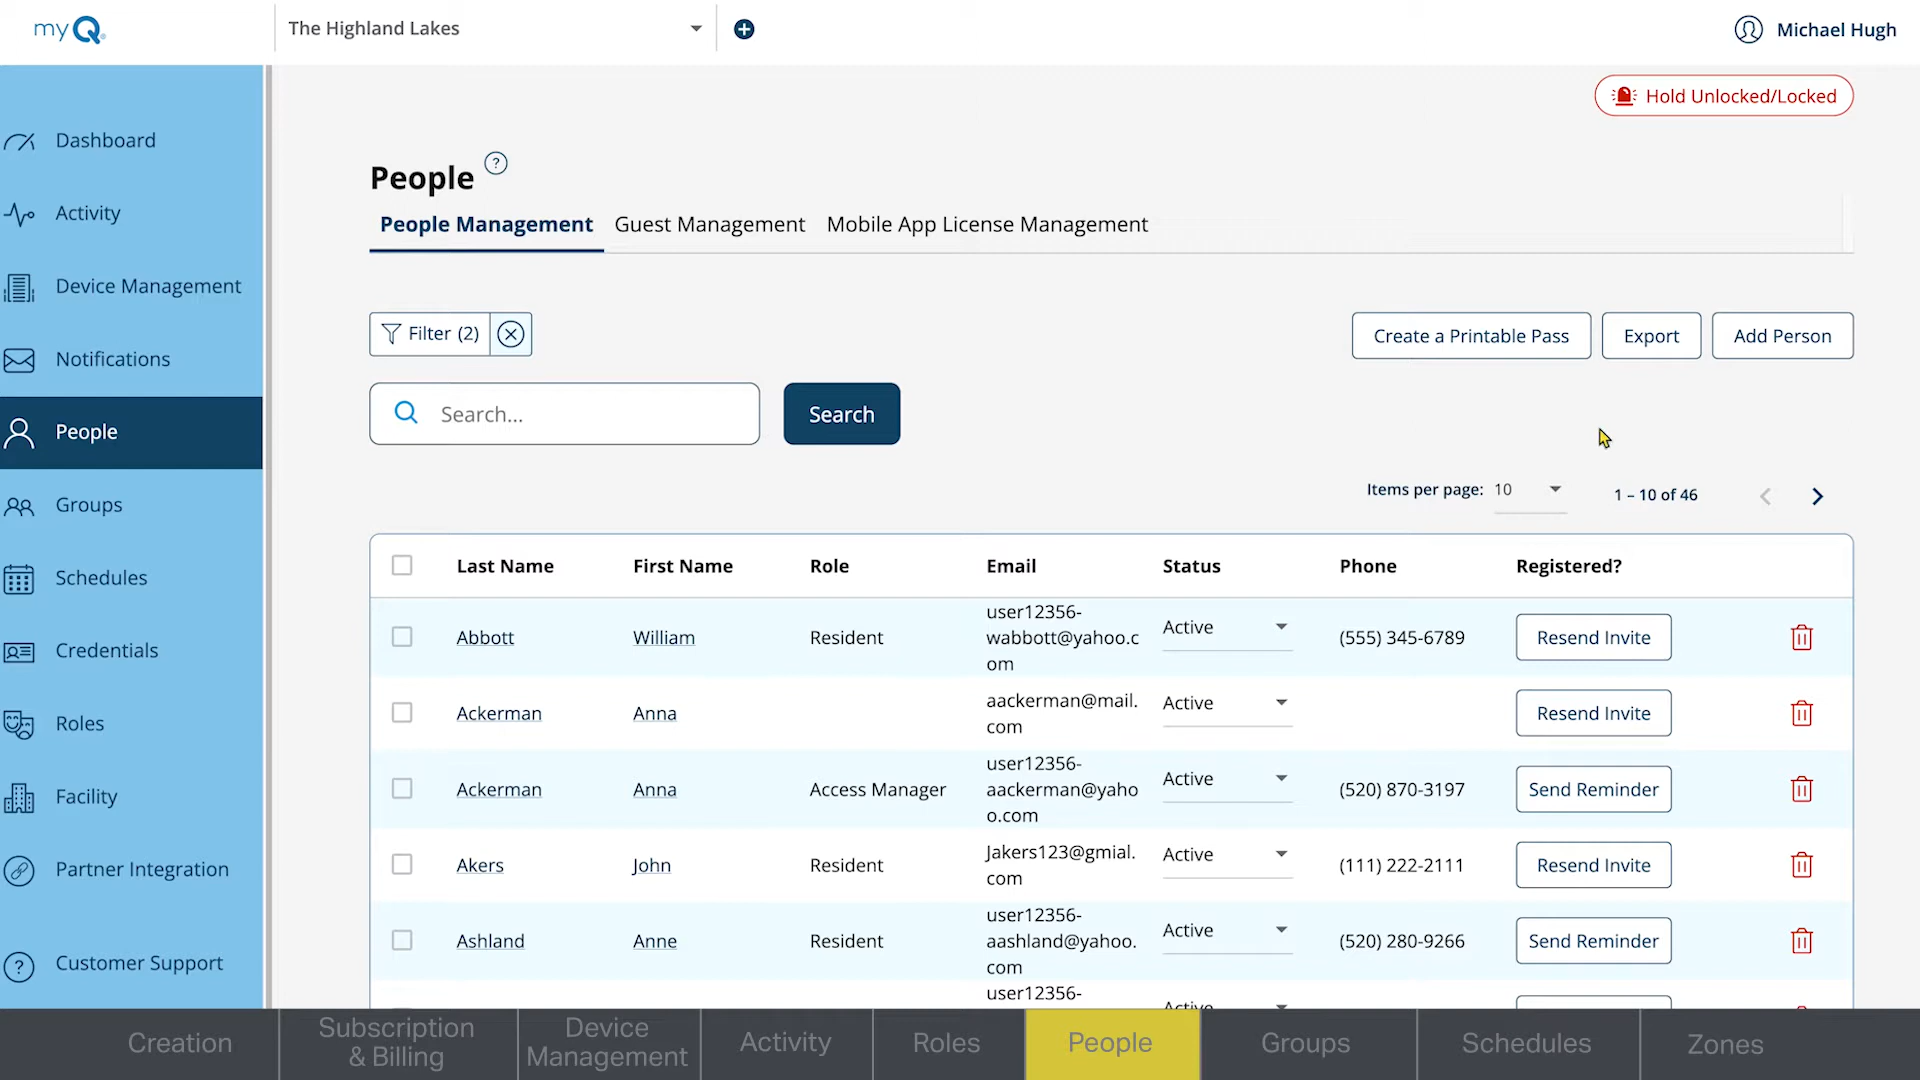 myQ
The Highland Lakes
Michael Hugh
Hold Unlocked/Locked
Dashboard
Activity
Device Management
Notifications
People
Groups
Schedules
Credentials
Roles
Facility
Partner Integration
Customer Support
People ?
People Management Guest Management Mobile App License Management
Filter (2)
Create a Printable Pass Export Add Person
Search... Search
Items per page: 10 1 – 10 of 46
Last Name First Name Role Email Status Phone Registered?
user12356-
Abbott William Resident wabbott@yahoo.c Active (555) 345-6789 Resend Invite
om
Ackerman Anna aackerman@mail. Active Resend Invite
com
user12356-
Ackerman Anna Access Manager aackerman@yaho Active (520) 870-3197 Send Reminder
o.com
Akers John Resident Jakers123@gmial. Active (111) 222-2111 Resend Invite
com
user12356-
Ashland Anne Resident aashland@yahoo. Active (520) 280-9266 Send Reminder
com
user12356-
Active
Creation
Subscription
& Billing
Device
Management
Activity
Roles
People
Groups
Schedules
Zones